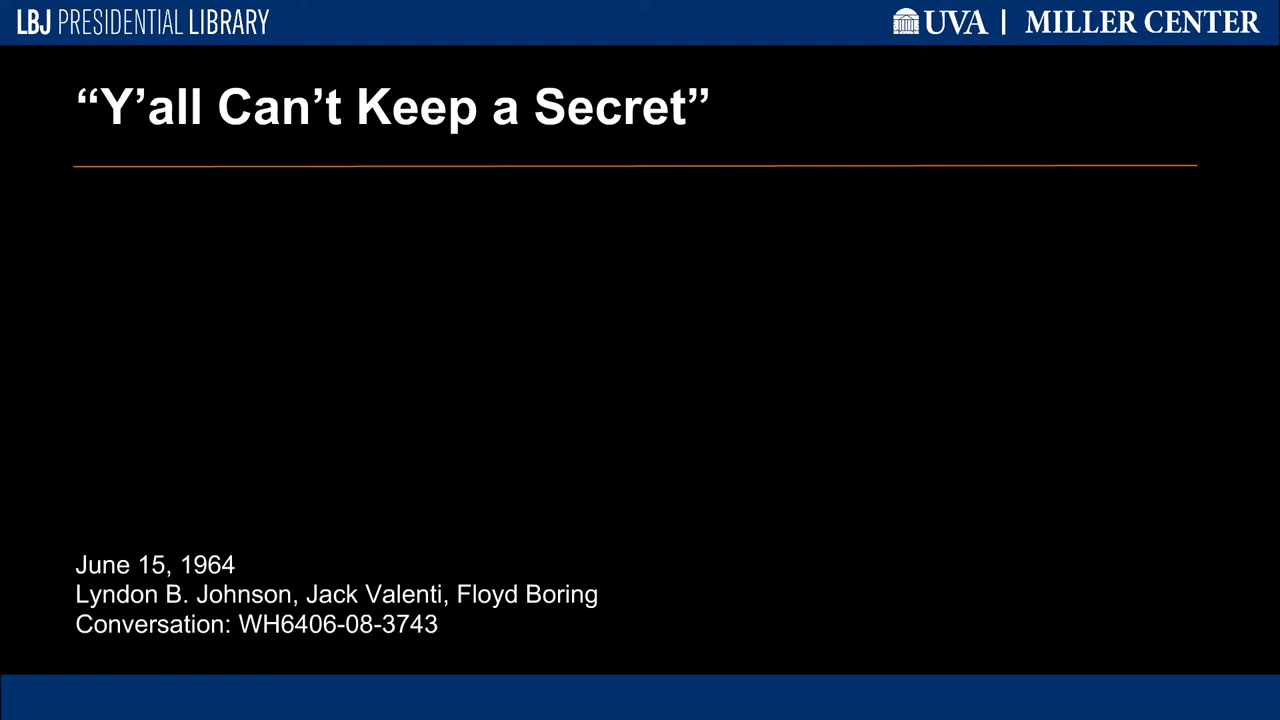 LBJ PRESIDENTIAL LIBRARY
UVA | MILLER CENTER
“Y’all Can’t Keep a Secret”
June 15, 1964
Lyndon B. Johnson, Jack Valenti, Floyd Boring
Conversation: WH6406-08-3743